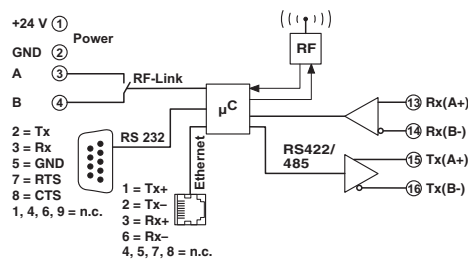 +24 V 1
Power
GND 2
A 3
RF-Link
B 4
RF
µC
13 Rx(A+)
14 Rx(B-)
RS422/
485
15 Tx(A+)
16 Tx(B-)
RS 232
2 = Tx
3 = Rx
5 = GND
7 = RTS
8 = CTS
1, 4, 6, 9 = n.c.
Ethernet
1 = Tx+
2 = Tx–
3 = Rx+
6 = Rx–
4, 5, 7, 8 = n.c.